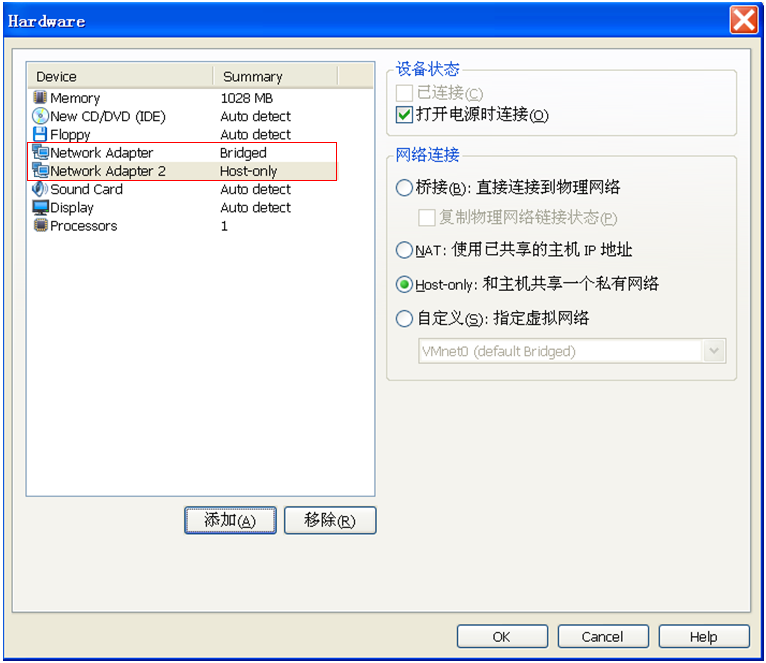 Hardware
Device Summary
Memory 1028 MB
New CD/DVD (IDE) Auto detect
Floppy Auto detect
Network Adapter Bridged
Network Adapter 2 Host-only
Sound Card Auto detect
Display Auto detect
Processors 1
添加(A) 移除(R)
设备状态
已连接(C)
打开电源时连接(O)
网络连接
桥接(B): 直接连接到物理网络
复制物理网络链接状态(P)
NAT: 使用已共享的主机 IP 地址
Host-only: 和主机共享一个私有网络
自定义(S): 指定虚拟网络
VMnet0 (default Bridged)
OK Cancel Help